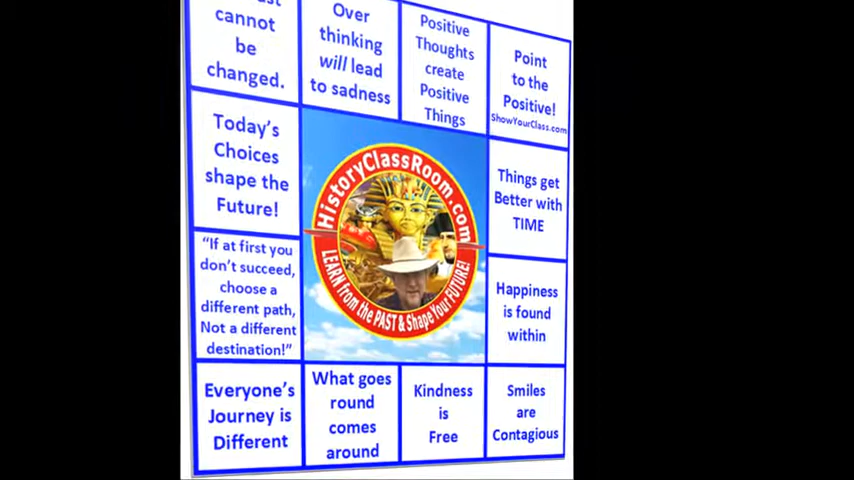 cannot
be
changed.
Over
thinking
will lead
to sadness
Positive
Thoughts
create
Positive
Things
Point
to the
Positive!
ShowYourClass.com
Today's
Choices
shape the
Future!
Things get
Better with
TIME
HistoryClassRoom.com
LEARN from the PAST & Shape Your FUTURE!
"If at first you
don't succeed,
choose a
different path,
Not a different
destination!"
Happiness
is found
within
Everyone's
Journey is
Different
What goes
round
comes
around
Kindness
is
Free
Smiles
are
Contagious